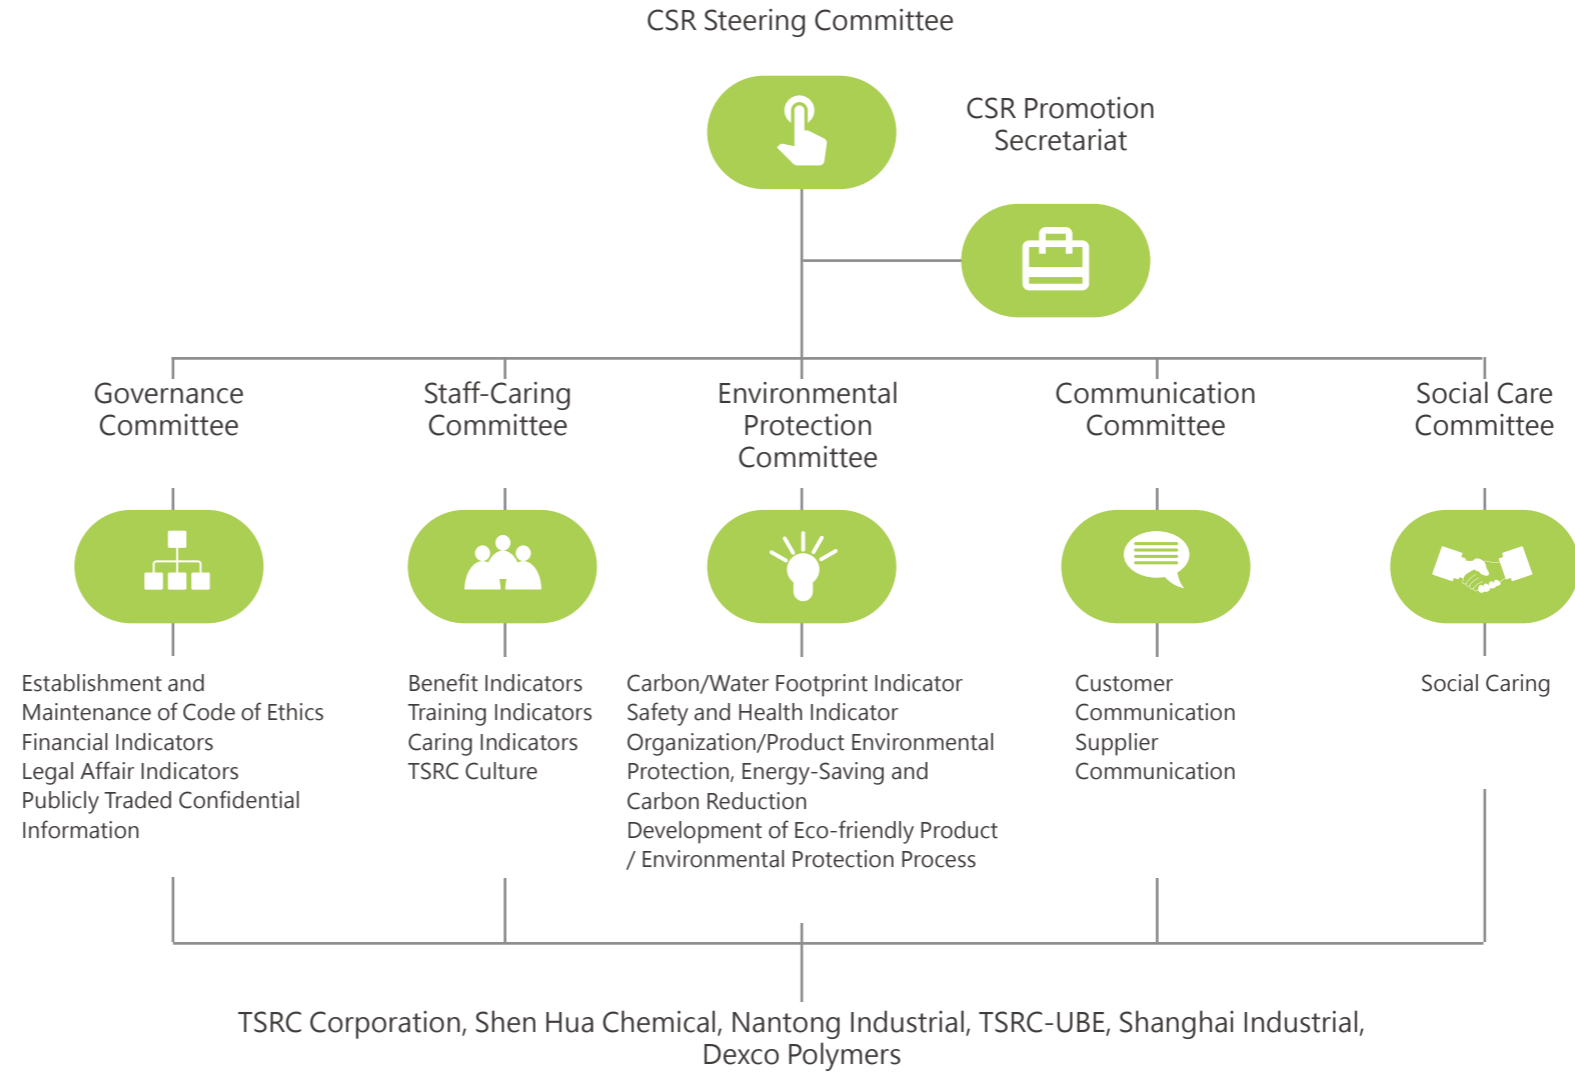 CSR Steering Committee
CSR Promotion
Secretariat
Governance
Committee
Staff-Caring
Committee
Environmental
Protection
Committee
Communication
Committee
Social Care
Committee
Establishment and
Maintenance of Code of Ethics
Financial Indicators
Legal Affair Indicators
Publicly Traded Confidential
Information
Benefit Indicators
Training Indicators
Caring Indicators
TSRC Culture
Carbon/Water Footprint Indicator
Safety and Health Indicator
Organization/Product Environmental
Protection, Energy-Saving and
Carbon Reduction
Development of Eco-friendly Product
/ Environmental Protection Process
Customer
Communication
Supplier
Communication
Social Caring
TSRC Corporation, Shen Hua Chemical, Nantong Industrial, TSRC-UBE, Shanghai Industrial,
Dexco Polymers